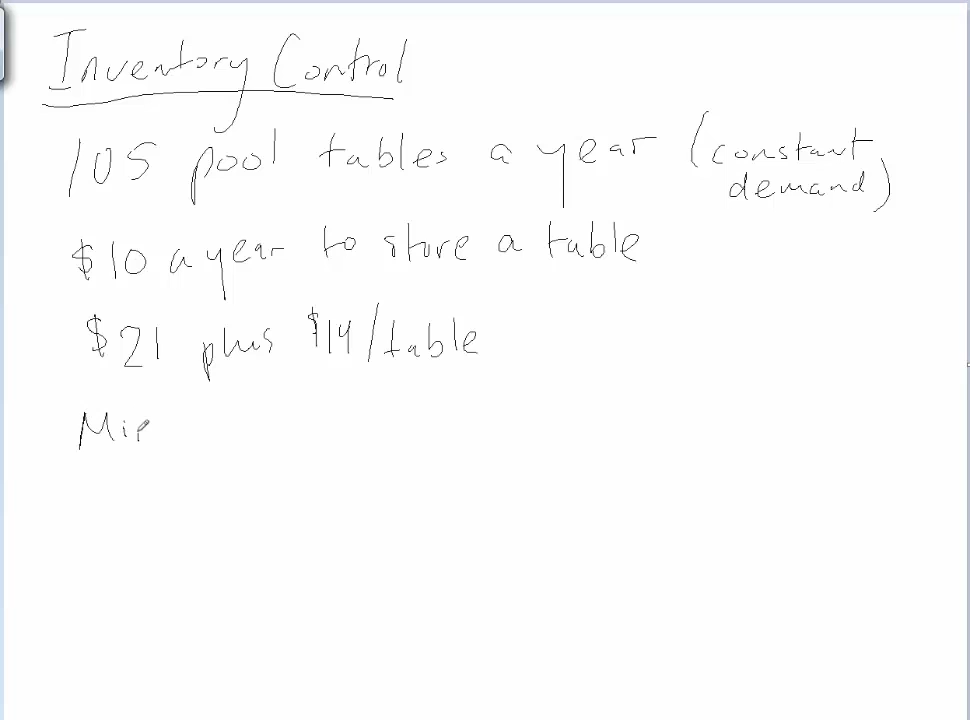 Inventory Control
105 pool tables a year (constant
demand)
$10 a year to store a table
$21 plus $14/table